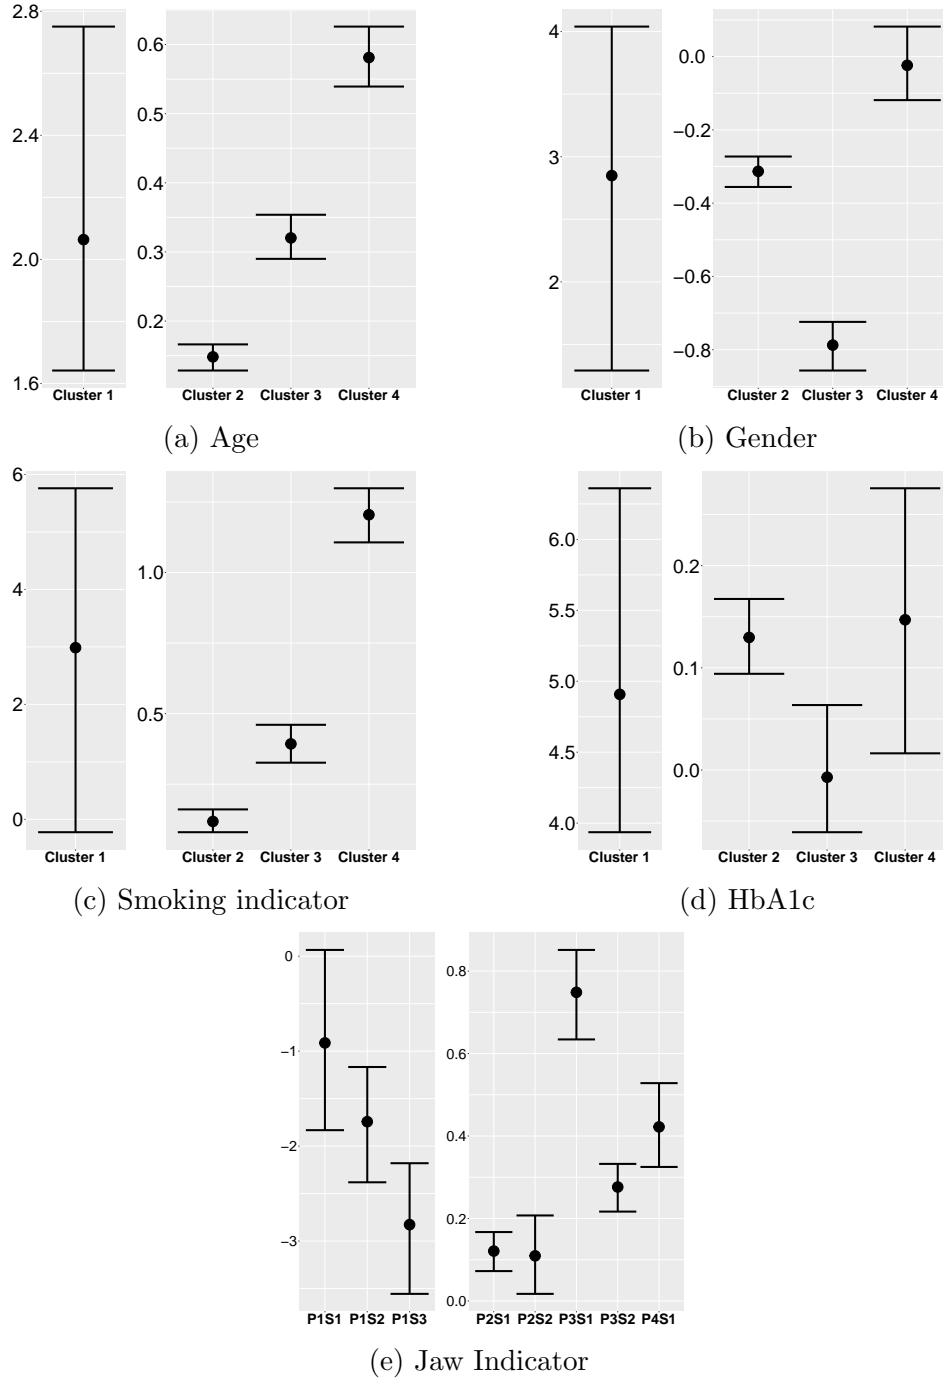 2.8
2.4
2.0
1.6
Cluster 1
0.6
0.5
0.4
0.3
0.2
Cluster 2 Cluster 3 Cluster 4
(a) Age
4
3
2
Cluster 1
0.0
−0.2
−0.4
−0.6
−0.8
Cluster 2 Cluster 3 Cluster 4
(b) Gender
6
4
2
0
Cluster 1
1.0
0.5
Cluster 2 Cluster 3 Cluster 4
(c) Smoking indicator
6.0
5.5
5.0
4.5
4.0
Cluster 1
0.2
0.1
0.0
Cluster 2 Cluster 3 Cluster 4
(d) HbA1c
0
−1
−2
−3
P1S1 P1S2 P1S3
0.8
0.6
0.4
0.2
0.0
P2S1 P2S2 P3S1 P3S2 P4S1
(e) Jaw Indicator